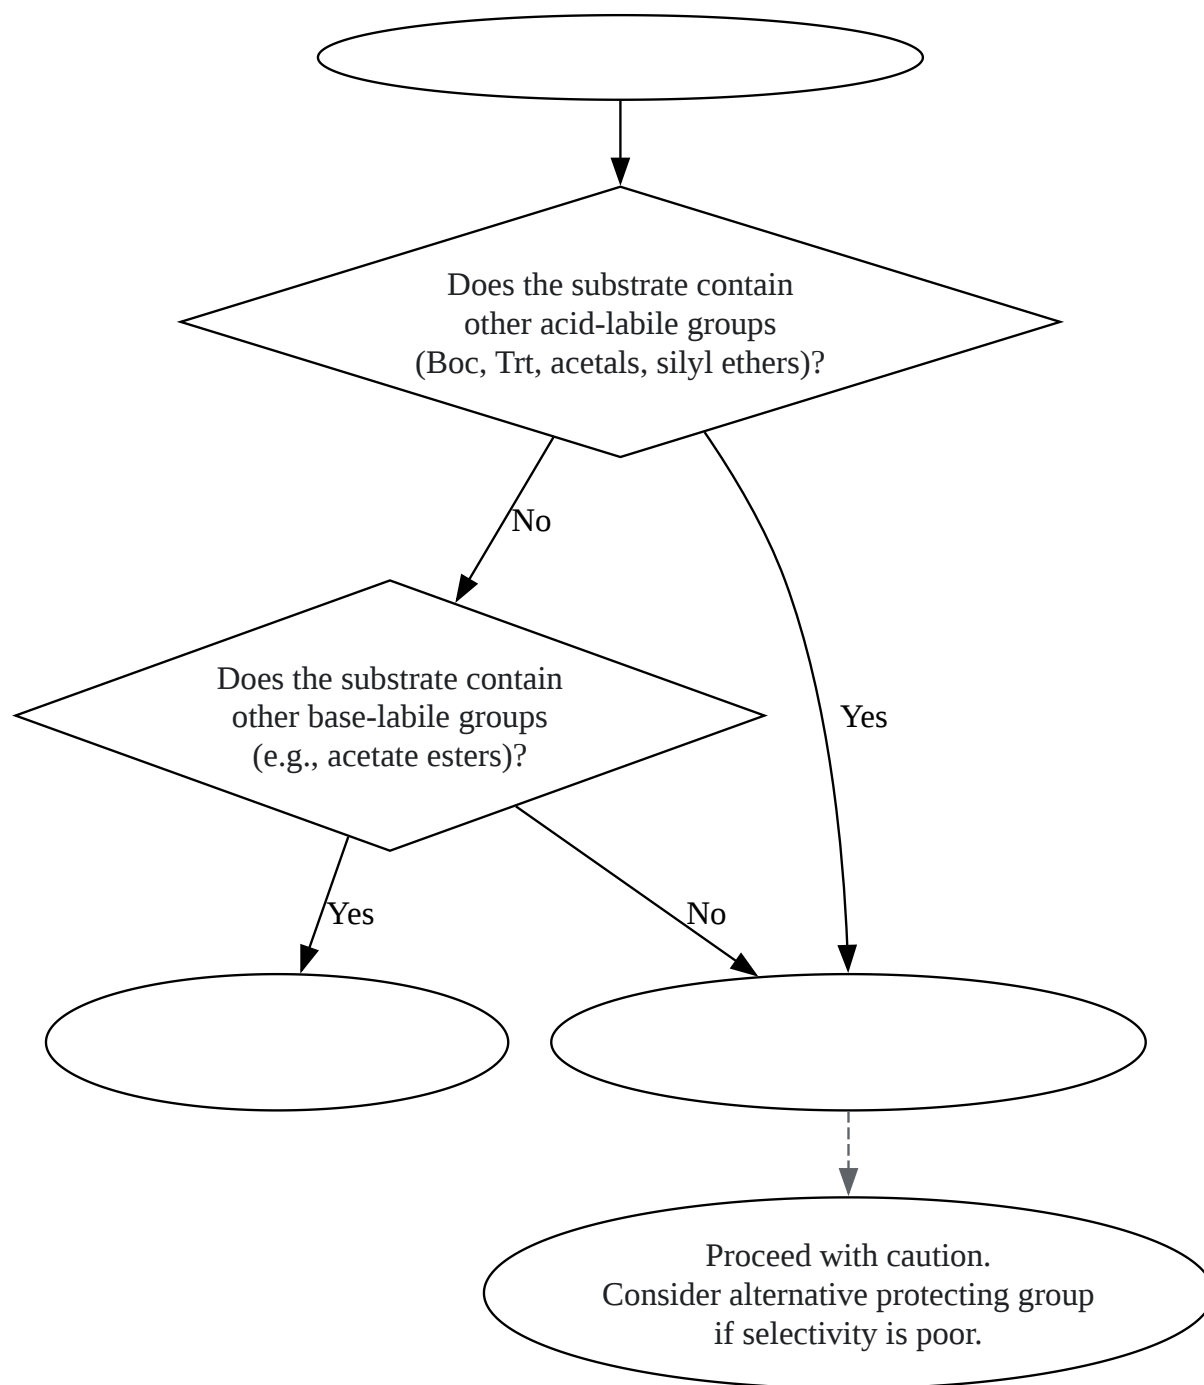 Does the substrate contain
other acid-labile groups
(Boc, Trt, acetals, silyl ethers)?
No
Does the substrate contain
other base-labile groups
(e.g., acetate esters)?
Yes
Yes
No
Proceed with caution.
Consider alternative protecting group
if selectivity is poor.